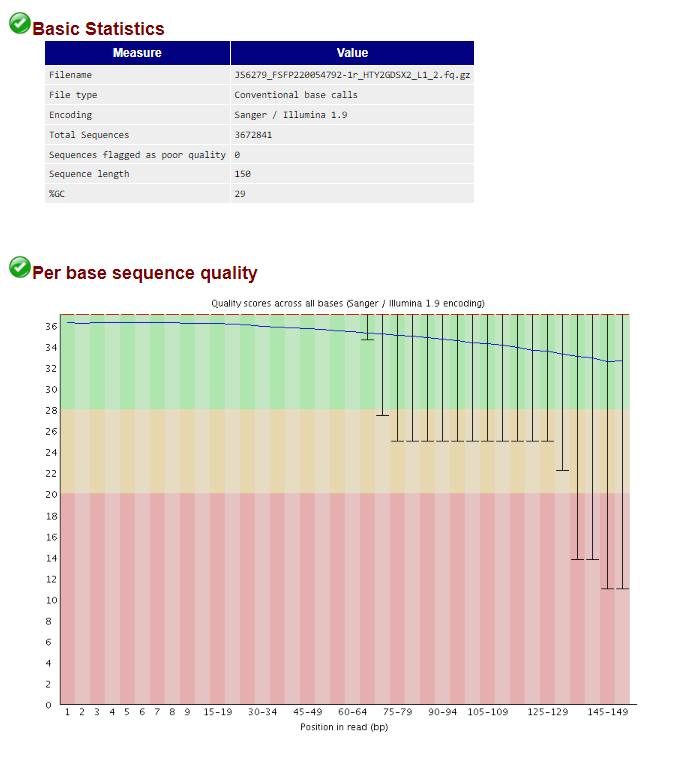 Basic Statistics
Measure Value
Filename JS6279_FSFP220054792-1r_HTY2GDSX2_L1_2.fq.gz
File type Conventional base calls
Encoding Sanger / Illumina 1.9
Total Sequences 3672841
Sequences flagged as poor quality 0
Sequence length 150
%GC 29
Per base sequence quality
Quality scores across all bases (Sanger / Illumina 1.9 encoding)
36
34
32
30
28
26
24
22
20
18
16
14
12
10
8
6
4
2
0
1 2 3 4 5 6 7 8 9 15-19 30-34 45-49 60-64 75-79 90-94 105-109 125-129 145-149
Position in read (bp)